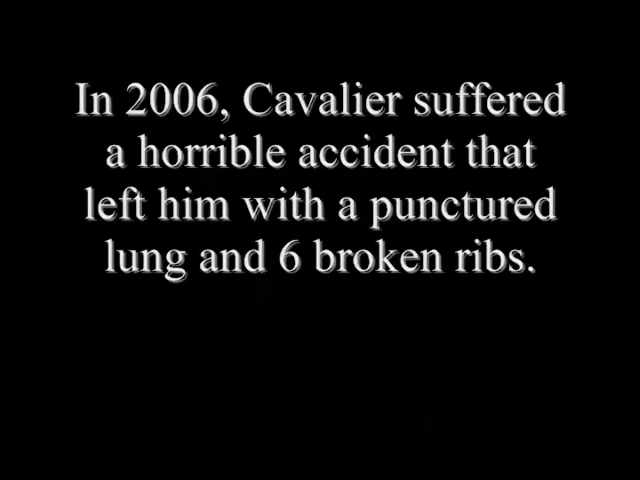 In 2006, Cavalier suffered
a horrible accident that
left him with a punctured
lung and 6 broken ribs.